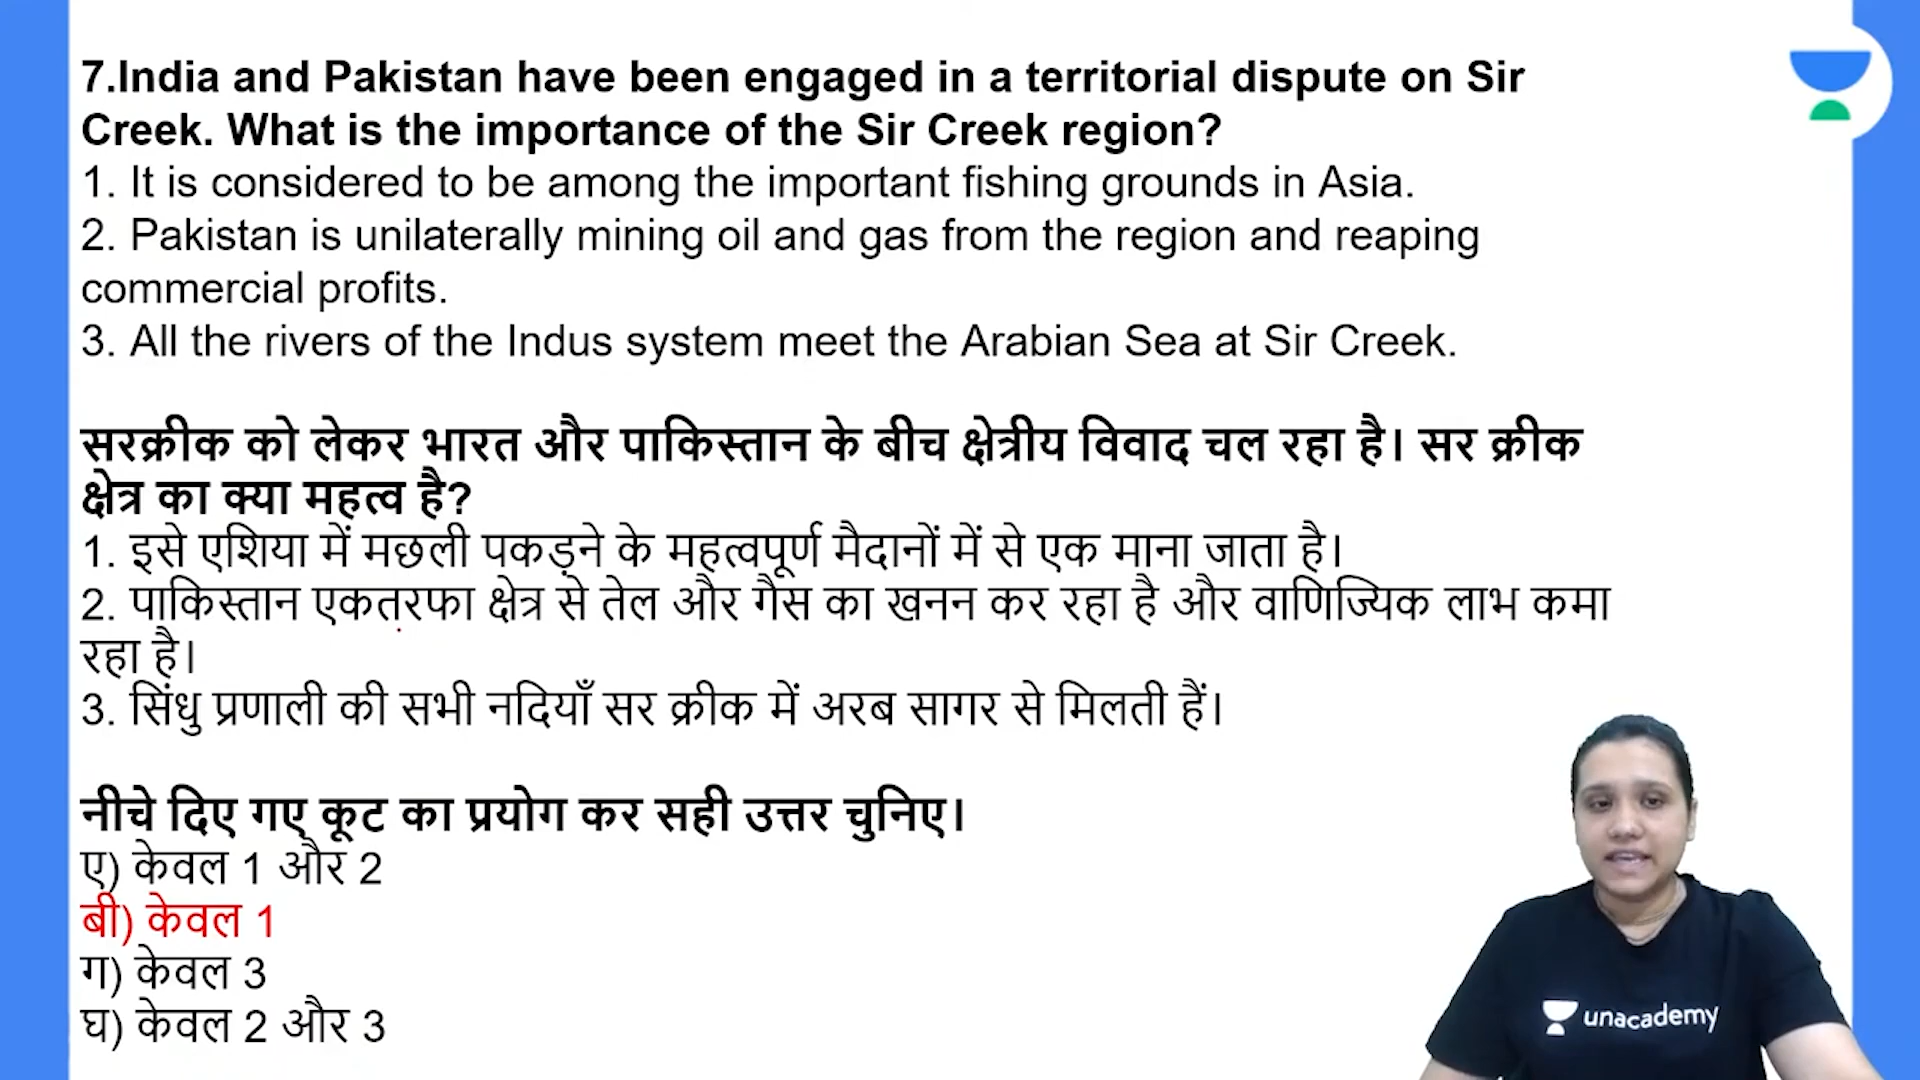 7.India and Pakistan have been engaged in a territorial dispute on Sir
Creek. What is the importance of the Sir Creek region?
1. It is considered to be among the important fishing grounds in Asia.
2. Pakistan is unilaterally mining oil and gas from the region and reaping
commercial profits.
3. All the rivers of the Indus system meet the Arabian Sea at Sir Creek.
सरक्रीक को लेकर भारत और पाकिस्तान के बीच क्षेत्रीय विवाद चल रहा है। सर क्रीक
क्षेत्र का क्या महत्व है?
1. इसे एशिया में मछली पकड़ने के महत्वपूर्ण मैदानों में से एक माना जाता है।
2. पाकिस्तान एकतरफा क्षेत्र से तेल और गैस का खनन कर रहा है और वाणिज्यिक लाभ कमा
रहा है।
3. सिंधु प्रणाली की सभी नदियाँ सर क्रीक में अरब सागर से मिलती हैं।
नीचे दिए गए कूट का प्रयोग कर सही उत्तर चुनिए।
ए) केवल 1 और 2
बी) केवल 1
ग) केवल 3
घ) केवल 2 और 3
unacademy